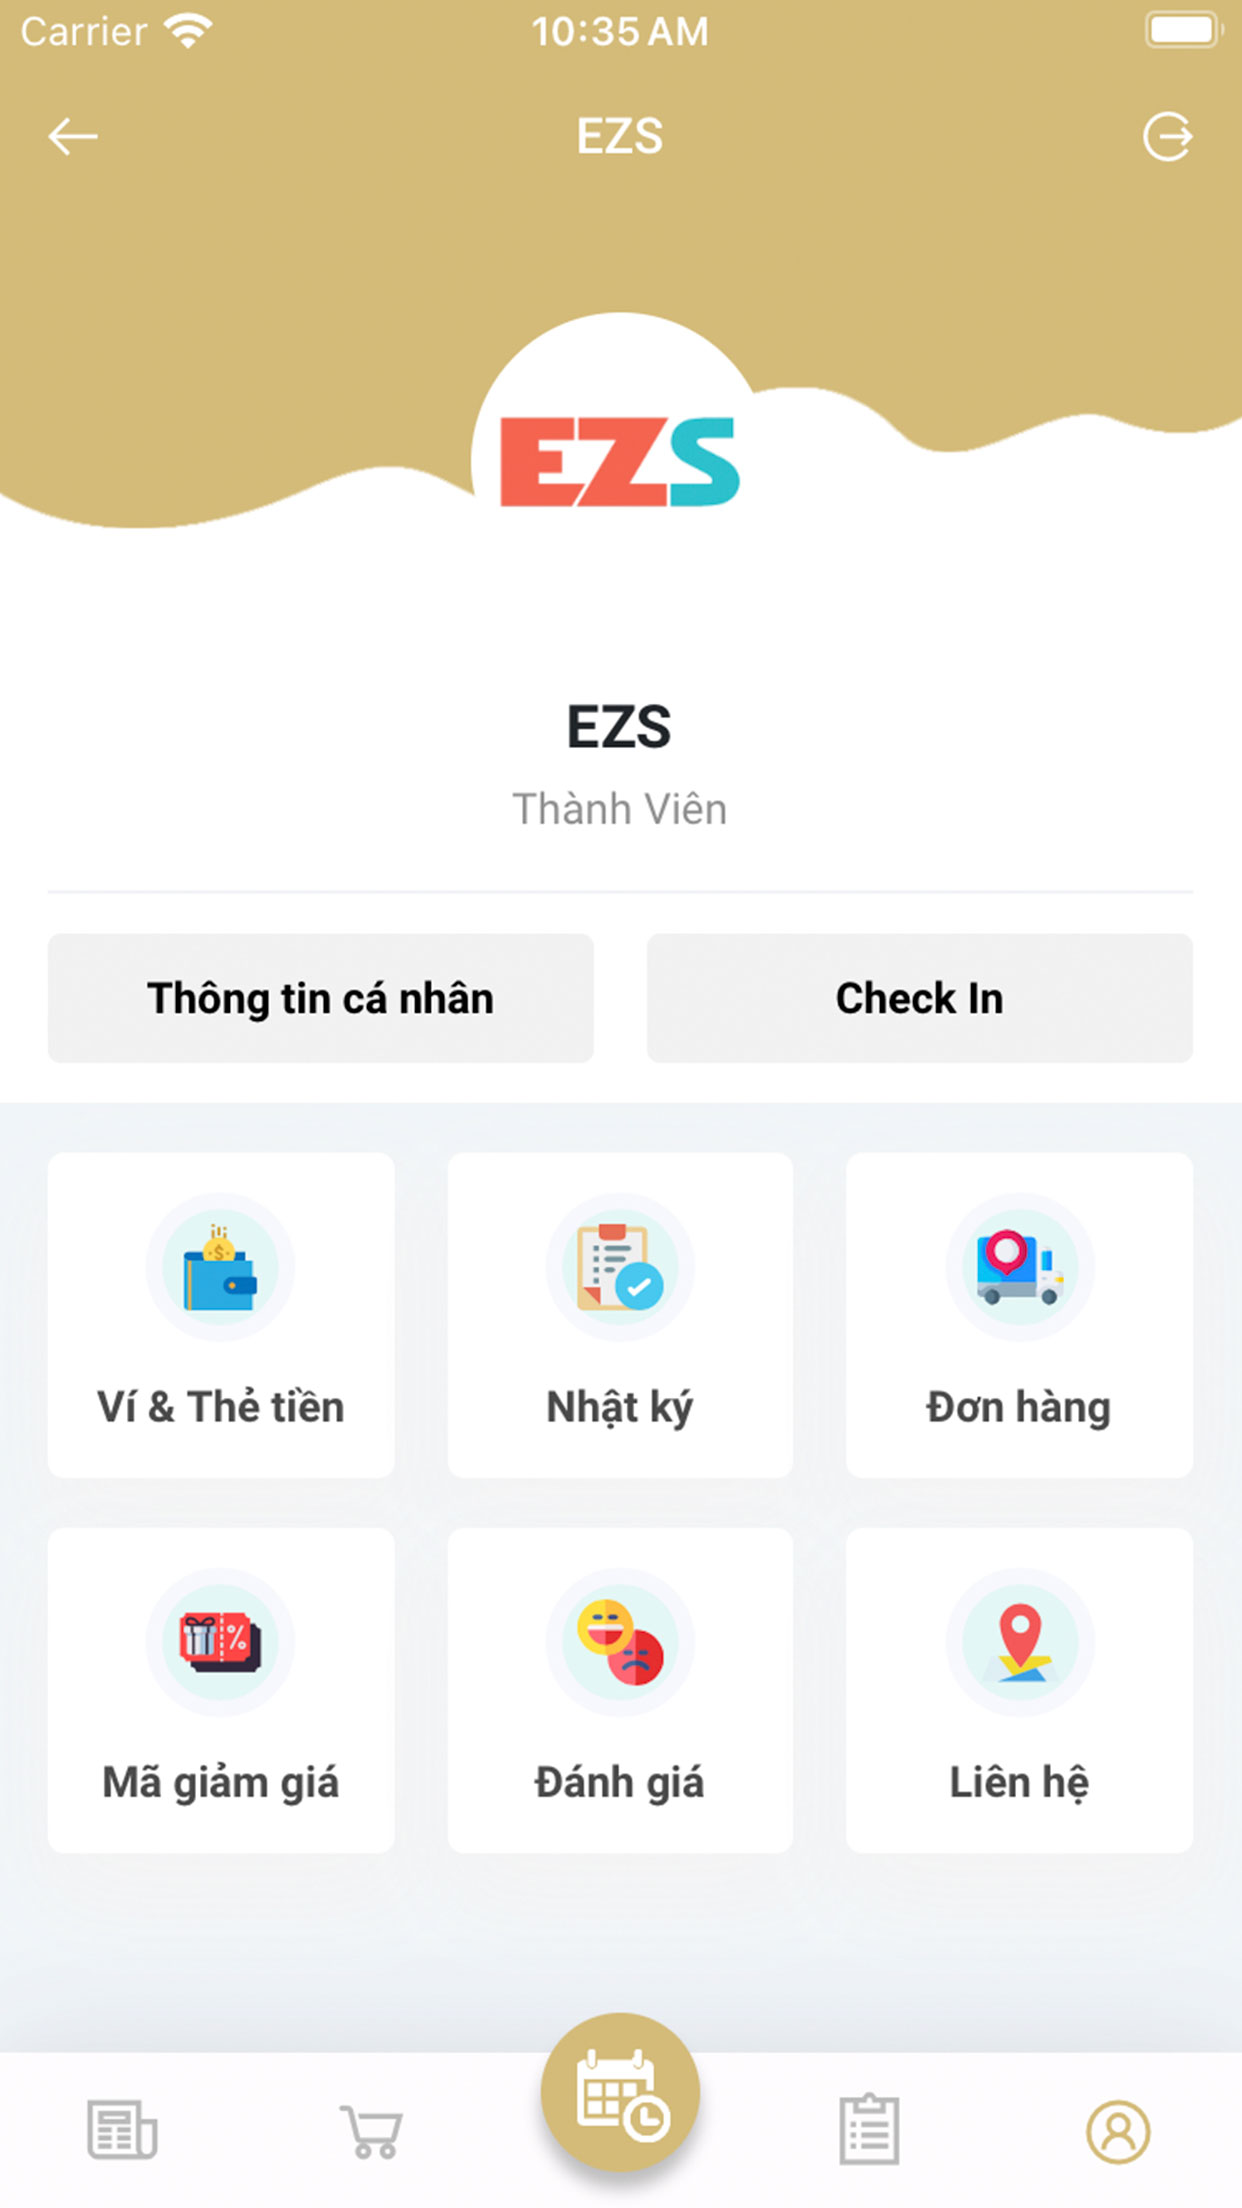 Carrier
10:35 AM
EZS
EZS
EZS
Thành Viên
Thông tin cá nhân
Check In
Ví & Thẻ tiền
Nhật ký
Đơn hàng
Mã giảm giá
Đánh giá
Liên hệ